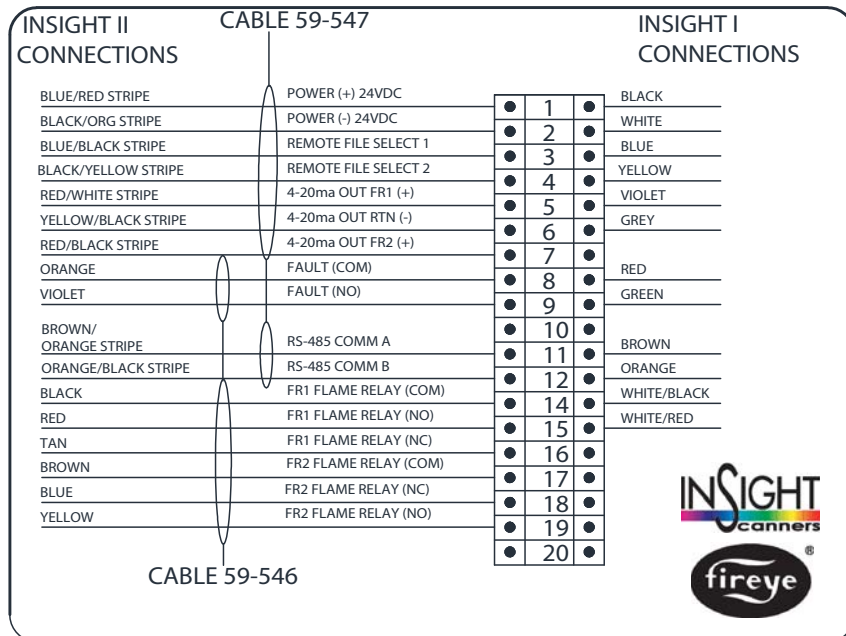 INSIGHT II
CONNECTIONS
CABLE 59-547
INSIGHT I
CONNECTIONS
BLUE/RED STRIPE POWER (+) 24VDC 1 BLACK
BLACK/ORG STRIPE POWER (-) 24VDC 2 WHITE
BLUE/BLACK STRIPE REMOTE FILE SELECT 1 3 BLUE
BLACK/YELLOW STRIPE REMOTE FILE SELECT 2 4 YELLOW
RED/WHITE STRIPE 4-20ma OUT FR1 (+) 5 VIOLET
YELLOW/BLACK STRIPE 4-20ma OUT RTN (-) 6 GREY
RED/BLACK STRIPE 4-20ma OUT FR2 (+) 7
ORANGE FAULT (COM) 8 RED
VIOLET FAULT (NO) 9 GREEN
10
BROWN/
ORANGE STRIPE RS-485 COMM A 11 BROWN
ORANGE/BLACK STRIPE RS-485 COMM B 12 ORANGE
BLACK FR1 FLAME RELAY (COM) 14 WHITE/BLACK
RED FR1 FLAME RELAY (NO) 15 WHITE/RED
TAN FR1 FLAME RELAY (NC) 16
BROWN FR2 FLAME RELAY (COM) 17
BLUE FR2 FLAME RELAY (NC) 18
YELLOW FR2 FLAME RELAY (NO) 19
20
CABLE 59-546
INSIGHT
scanners
fireye ®